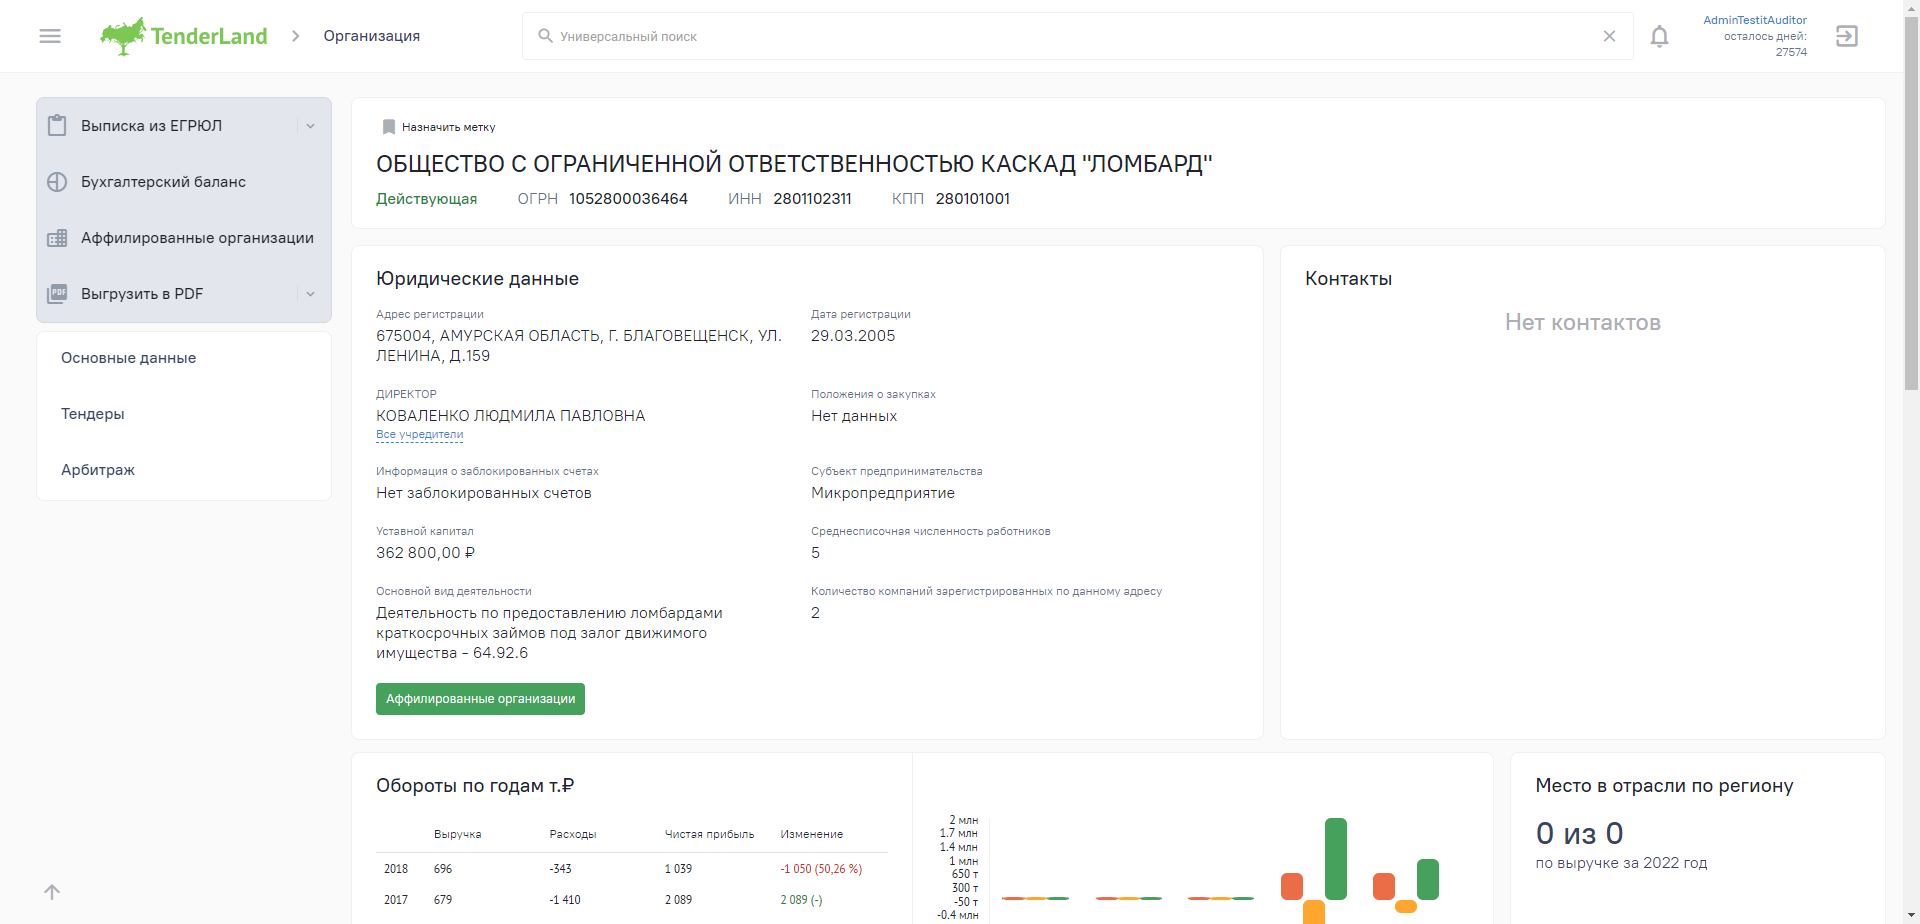 TenderLand
Организация
Универсальный поиск
AdminTestitAuditor
осталось дней:
27574
Выписка из ЕГРЮЛ
Бухгалтерский баланс
Аффилированные организации
PDF
Выгрузить в PDF
Основные данные
Тендеры
Арбитраж
Назначить метку
ОБЩЕСТВО С ОГРАНИЧЕННОЙ ОТВЕТСТВЕННОСТЬЮ КАСКАД "ЛОМБАРД"
Действующая ОГРН 1052800036464 ИНН 2801102311 КПП 280101001
Юридические данные
Адрес регистрации
675004, АМУРСКАЯ ОБЛАСТЬ, Г. БЛАГОВЕЩЕНСК, УЛ.
ЛЕНИНА, Д.159
Дата регистрации
29.03.2005
ДИРЕКТОР
КОВАЛЕНКО ЛЮДМИЛА ПАВЛОВНА
Все учредители
Положения о закупках
Нет данных
Информация о заблокированных счетах
Нет заблокированных счетов
Субъект предпринимательства
Микропредприятие
Уставной капитал
362 800,00 ₽
Среднесписочная численность работников
5
Основной вид деятельности
Деятельность по предоставлению ломбардами
краткосрочных займов под залог движимого
имущества - 64.92.6
Количество компаний зарегистрированных по данному адресу
2
Аффилированные организации
Контакты
Нет контактов
Обороты по годам т.₽
Выручка Расходы Чистая прибыль Изменение
2018 696 -343 1 039 -1 050 (50,26 %)
2017 679 -1 410 2 089 2 089 (-)
2 млн
1.7 млн
1.4 млн
1 млн
650 т
300 т
-50 т
-0.4 млн
Место в отрасли по региону
0 из 0
по выручке за 2022 год